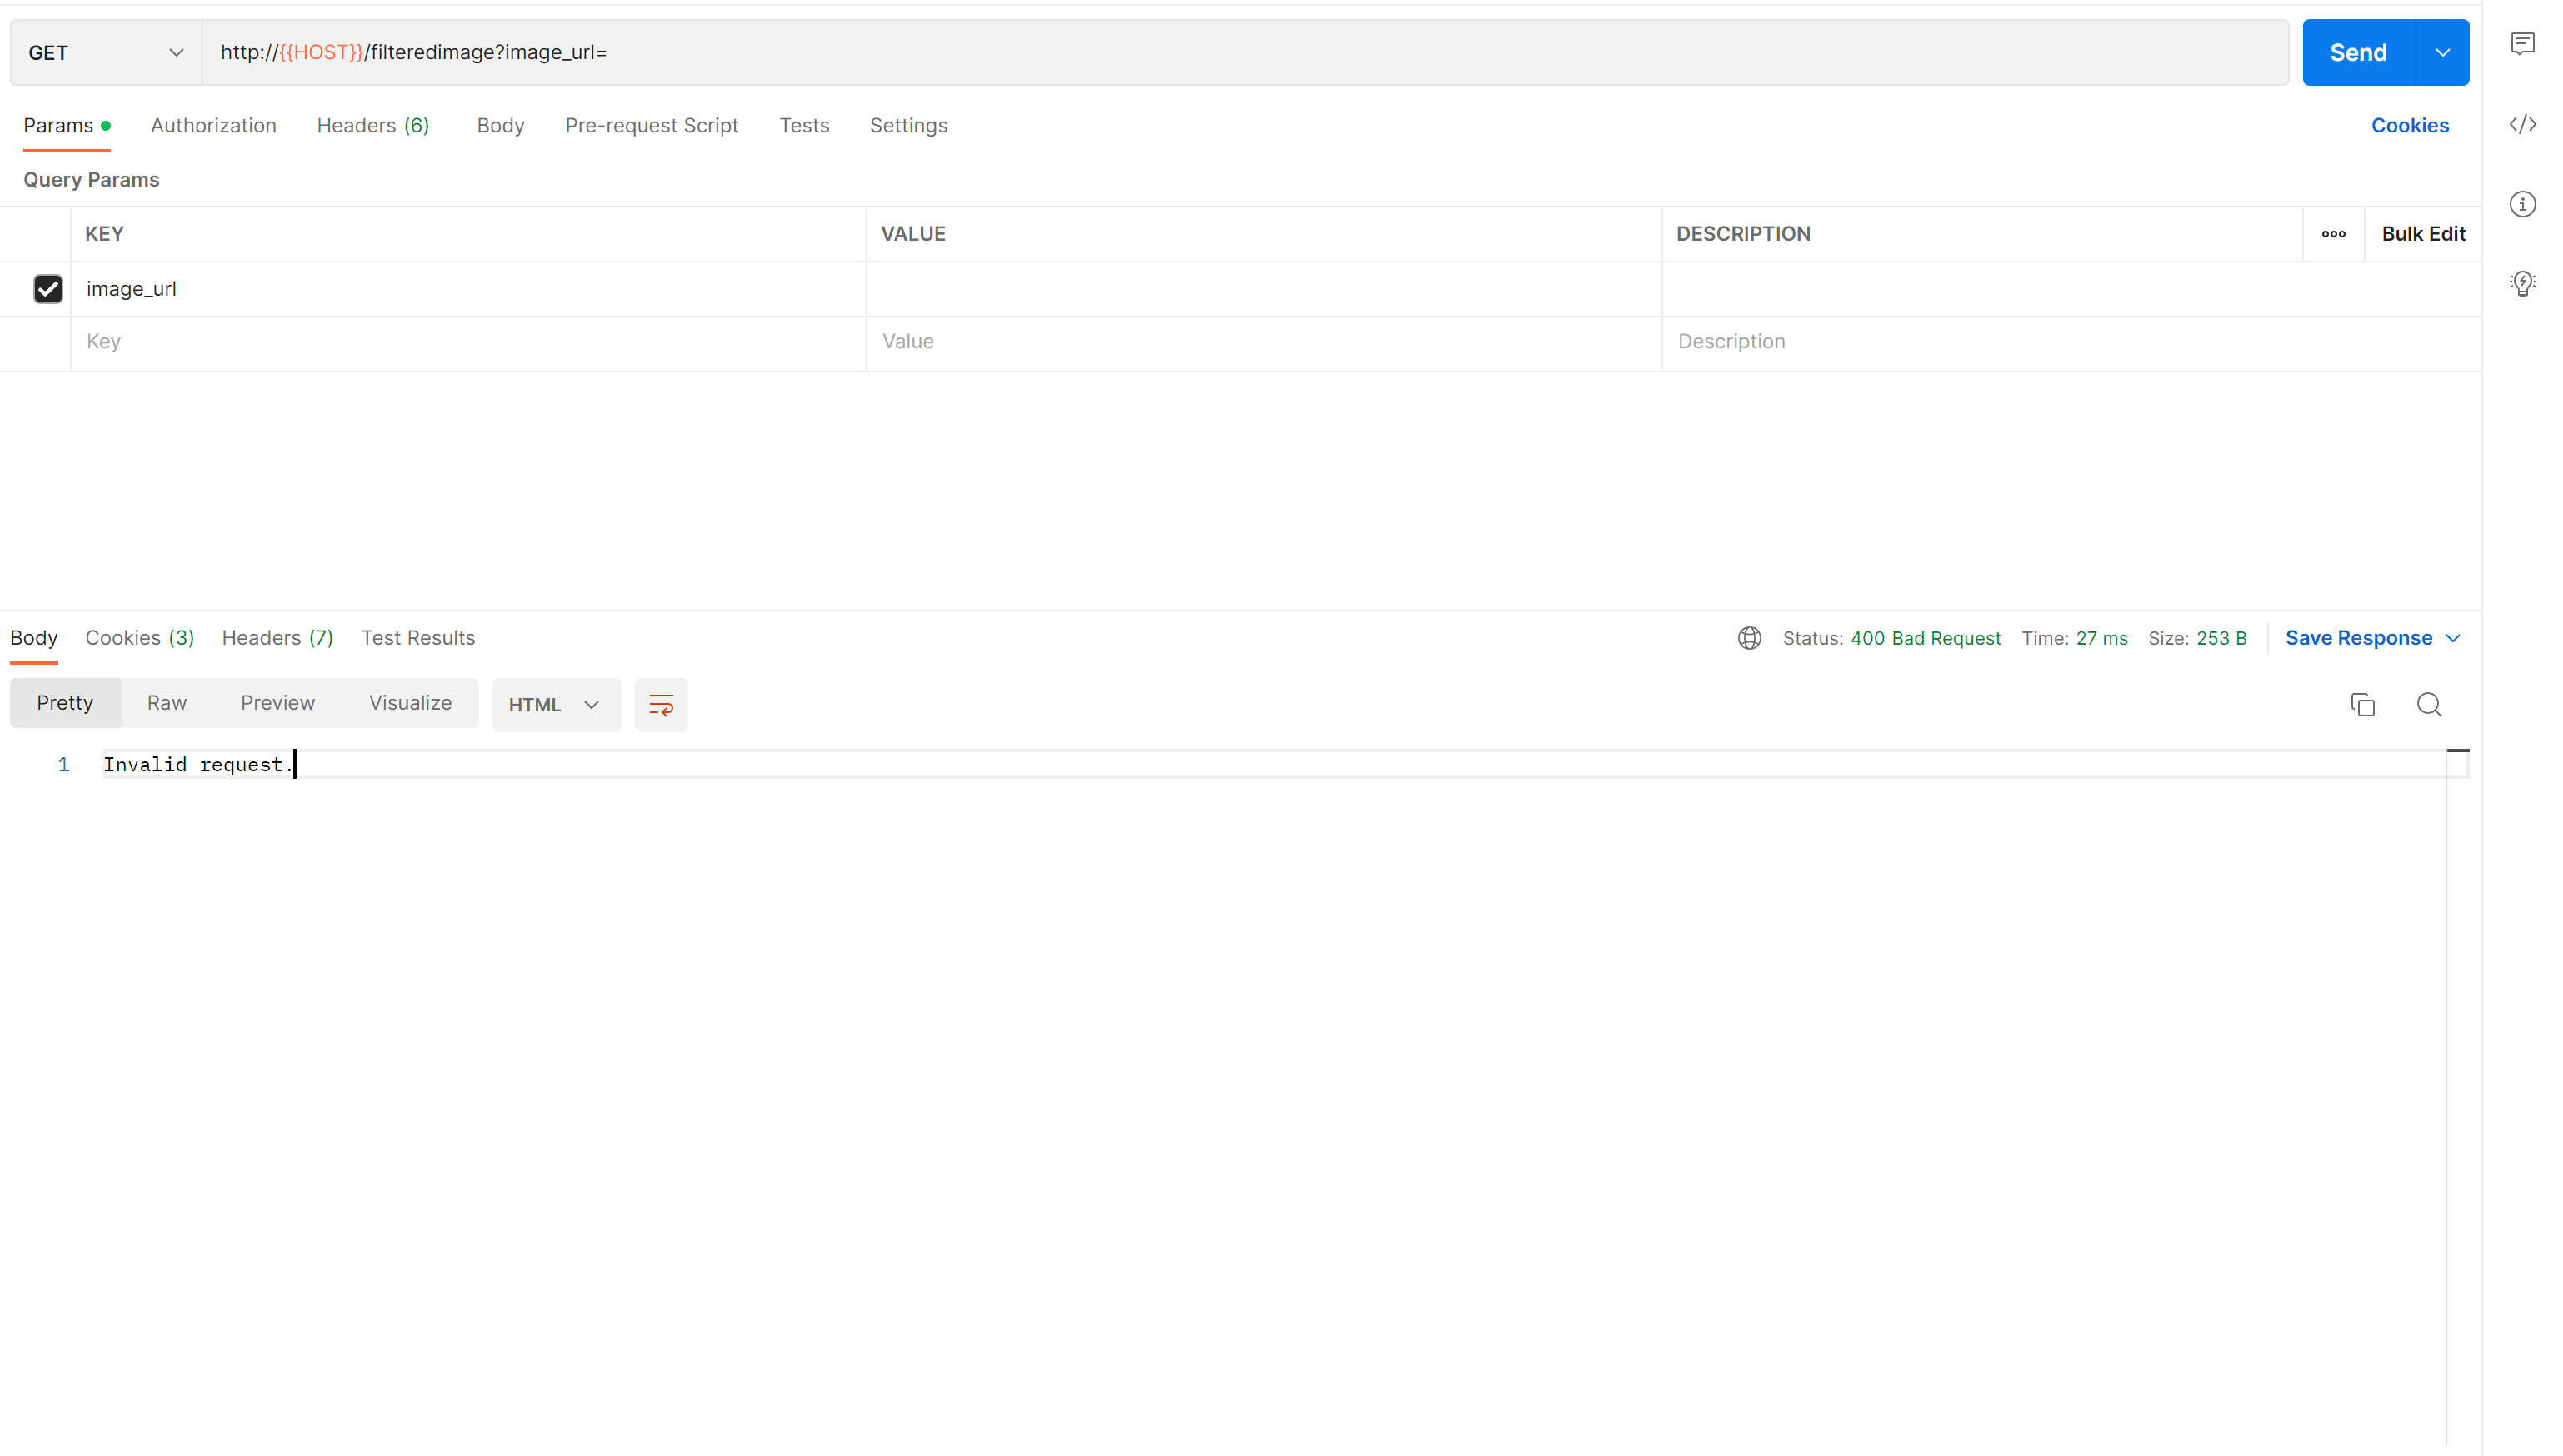 GET http://{{HOST}}/filteredimage?image_url= Send
Params Authorization Headers (6) Body Pre-request Script Tests Settings Cookies
Query Params
KEY VALUE DESCRIPTION Bulk Edit
image_url
Key Value Description
Body Cookies (3) Headers (7) Test Results Status: 400 Bad Request Time: 27 ms Size: 253 B Save Response
Pretty Raw Preview Visualize HTML
1 Invalid request.